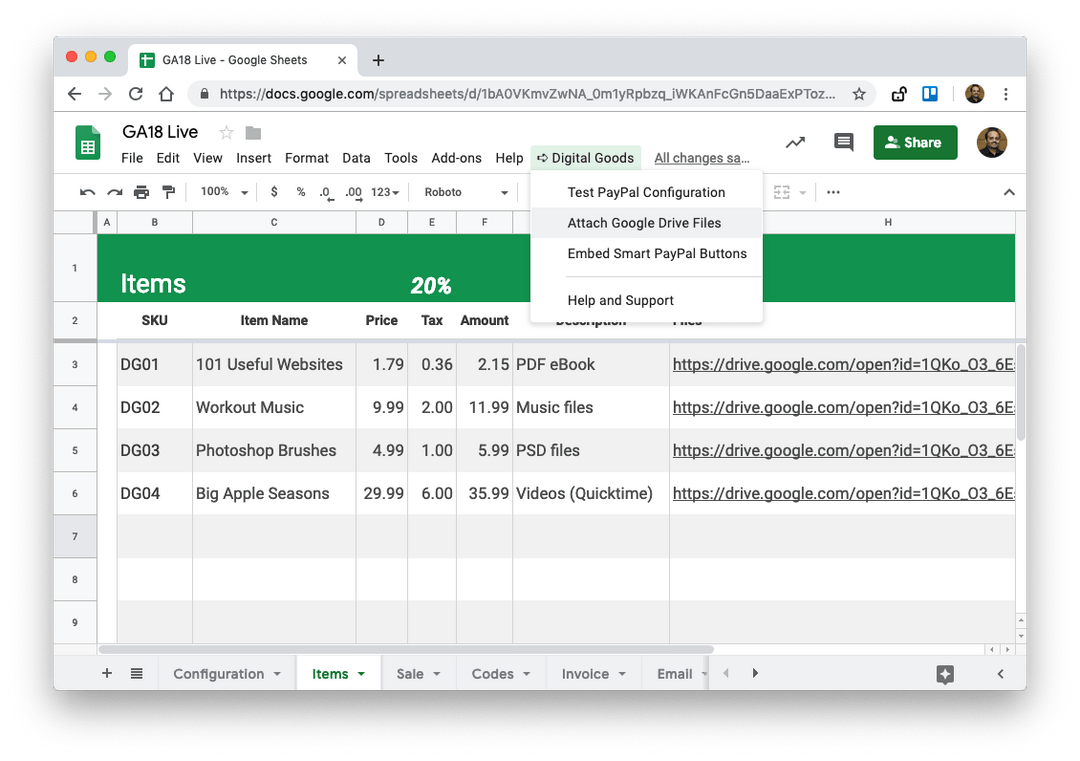 GA18 Live - Google Sheets
https://docs.google.com/spreadsheets/d/1bA0VKmvZwNA_0m1yRpbzq_iWKAnFcGn5DaaExPToz...
GA18 Live
File Edit View Insert Format Data Tools Add-ons Help ➪ Digital Goods All changes sa...
Share
100% $ % .0 .00 123 Roboto
Test PayPal Configuration
Attach Google Drive Files
Embed Smart PayPal Buttons
Help and Support
A B C D E F H
1 Items 20%
2 SKU Item Name Price Tax Amount Description Files
3 DG01 101 Useful Websites 1.79 0.36 2.15 PDF eBook https://drive.google.com/open?id=1QKo_O3_6E
4 DG02 Workout Music 9.99 2.00 11.99 Music files https://drive.google.com/open?id=1QKo_O3_6E
5 DG03 Photoshop Brushes 4.99 1.00 5.99 PSD files https://drive.google.com/open?id=1QKo_O3_6E
6 DG04 Big Apple Seasons 29.99 6.00 35.99 Videos (Quicktime) https://drive.google.com/open?id=1QKo_O3_6E
7
8
9
Configuration Items Sale Codes Invoice Email